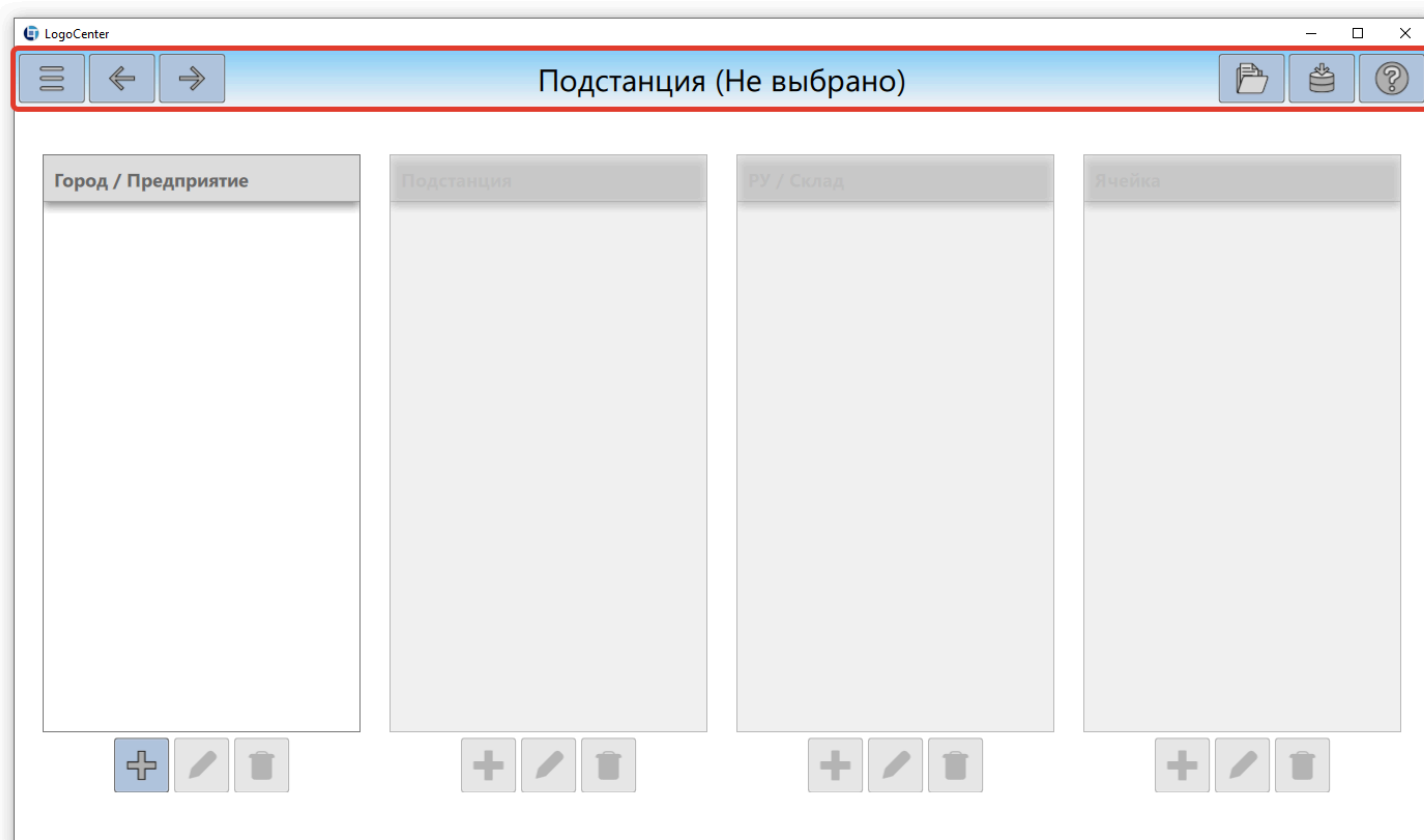 LogoCenter
Подстанция (Не выбрано)
Город / Предприятие
Подстанция
РУ / Склад
Ячейка